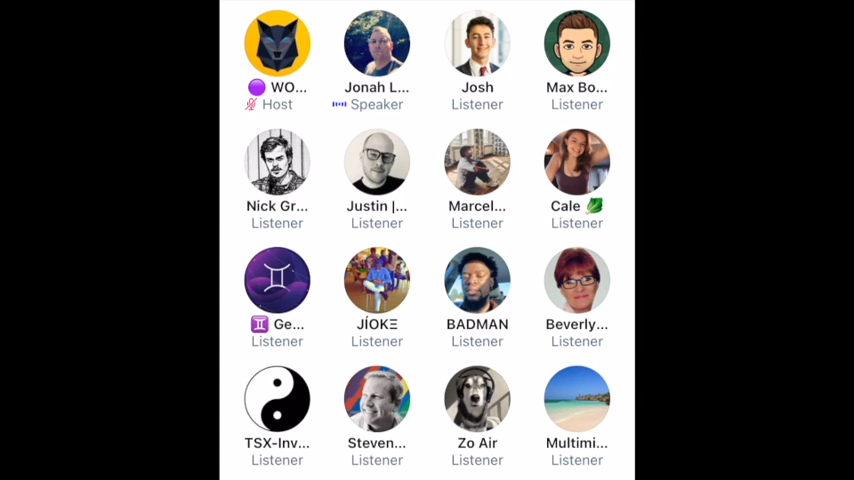 WO... Jonah L... Josh Max Bo...
Host Speaker Listener Listener
Nick Gr... Justin |... Marcel... Cale 🥬
Listener Listener Listener Listener
♊ Ge... JÍOKΞ BADMAN Beverly...
Listener Listener Listener Listener
TSX-Inv... Steven... Zo Air Multimi...
Listener Listener Listener Listener